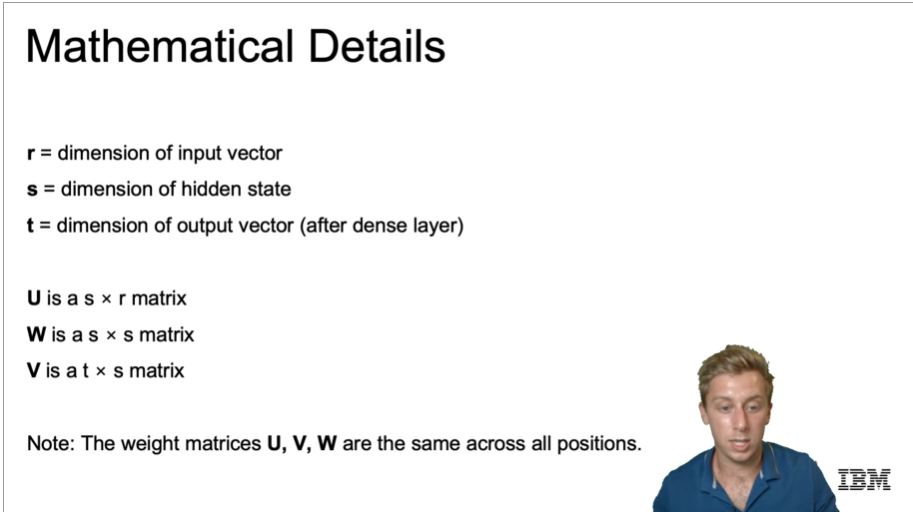 Mathematical Details
r = dimension of input vector
s = dimension of hidden state
t = dimension of output vector (after dense layer)
U is a s × r matrix
W is a s × s matrix
V is a t × s matrix
Note: The weight matrices U, V, W are the same across all positions.
IBM